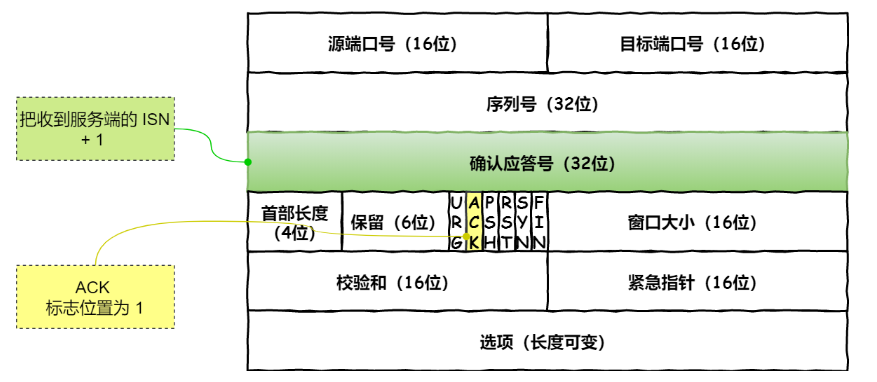 源端口号（16位）
目标端口号（16位）
序列号（32位）
把收到服务端的 ISN
+ 1
确认应答号（32位）
首部长度
（4位）
保留（6位）
URG
ACK
PSH
RST
SYN
FIN
窗口大小（16位）
ACK
标志位置为 1
校验和（16位）
紧急指针（16位）
选项（长度可变）